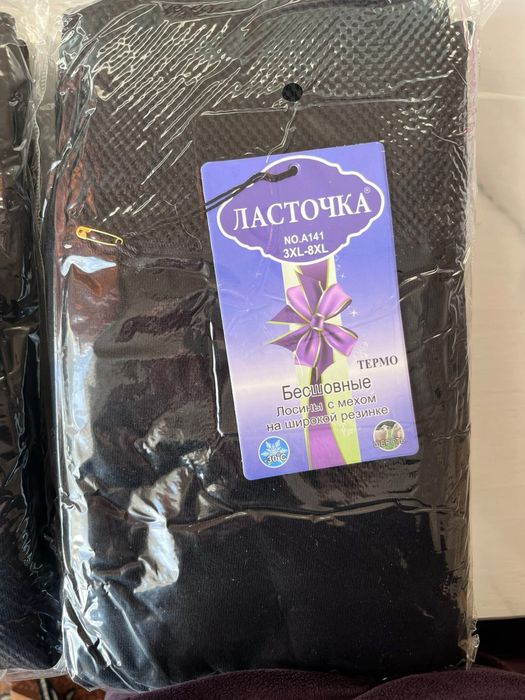 ЛАСТОЧКА®
NO.A141
3XL-8XL
ТЕРМО
Бесшовные
Лосины с мехом
на широкой резинке